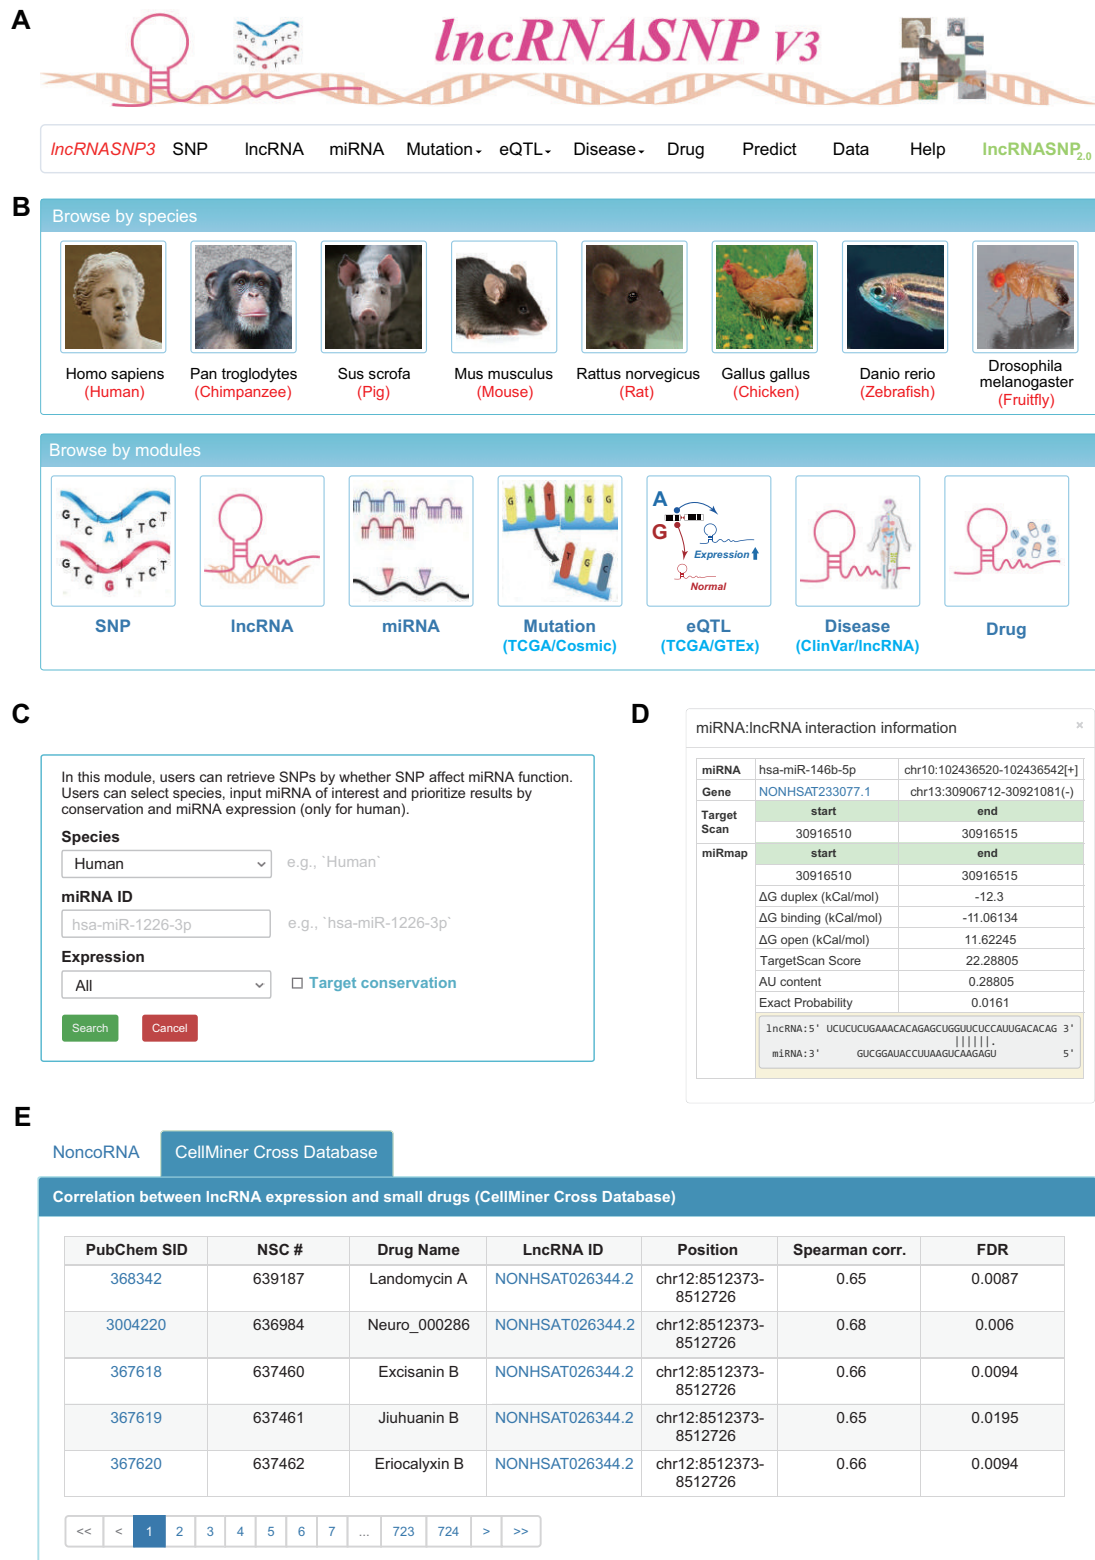 A
lncRNASNP V3
G T C A T T C T
G T C G T T C T
lncRNASNP3 SNP lncRNA miRNA Mutation eQTL Disease Drug Predict Data Help lncRNASNP2.0
B
Browse by species
Homo sapiens Pan troglodytes Sus scrofa Mus musculus Rattus norvegicus Gallus gallus Danio rerio Drosophila melanogaster
(Human) (Chimpanzee) (Pig) (Mouse) (Rat) (Chicken) (Zebrafish) (Fruitfly)
Browse by modules
G T C A T T C T
G T C G T T C T
G A T A G G
T G C
A
G
Expression
Normal
SNP lncRNA miRNA Mutation eQTL Disease Drug
(TCGA/Cosmic) (TCGA/GTEx) (ClinVar/lncRNA)
C
In this module, users can retrieve SNPs by whether SNP affect miRNA function.
Users can select species, input miRNA of interest and prioritize results by
conservation and miRNA expression (only for human).
Species
Human e.g., `Human`
miRNA ID
hsa-miR-1226-3p e.g., `hsa-miR-1226-3p`
Expression
All Target conservation
Search Cancel
D
miRNA:lncRNA interaction information ×
miRNA hsa-miR-146b-5p chr10:102436520-102436542[+]
Gene NONHSAT233077.1 chr13:30906712-30921081(-)
Target Scan start end
30916510 30916515
miRmap start end
30916510 30916515
ΔG duplex (kCal/mol) -12.3
ΔG binding (kCal/mol) -11.06134
ΔG open (kCal/mol) 11.62245
TargetScan Score 22.28805
AU content 0.28805
Exact Probability 0.0161
lncRNA:5' UCUCUCUGAAACACAGAGCUGGUUCUCCAUUGACACAG 3'
||||||.
miRNA:3' GUCGGAUACCUUAAGUCAAGAGU 5'
E
NoncoRNA CellMiner Cross Database
Correlation between lncRNA expression and small drugs (CellMiner Cross Database)
PubChem SID NSC # Drug Name LncRNA ID Position Spearman corr. FDR
368342 639187 Landomycin A NONHSAT026344.2 chr12:8512373-8512726 0.65 0.0087
3004220 636984 Neuro_000286 NONHSAT026344.2 chr12:8512373-8512726 0.68 0.006
367618 637460 Excisanin B NONHSAT026344.2 chr12:8512373-8512726 0.66 0.0094
367619 637461 Jiuhuanin B NONHSAT026344.2 chr12:8512373-8512726 0.65 0.0195
367620 637462 Eriocalyxin B NONHSAT026344.2 chr12:8512373-8512726 0.66 0.0094
<< < 1 2 3 4 5 6 7 ... 723 724 > >>